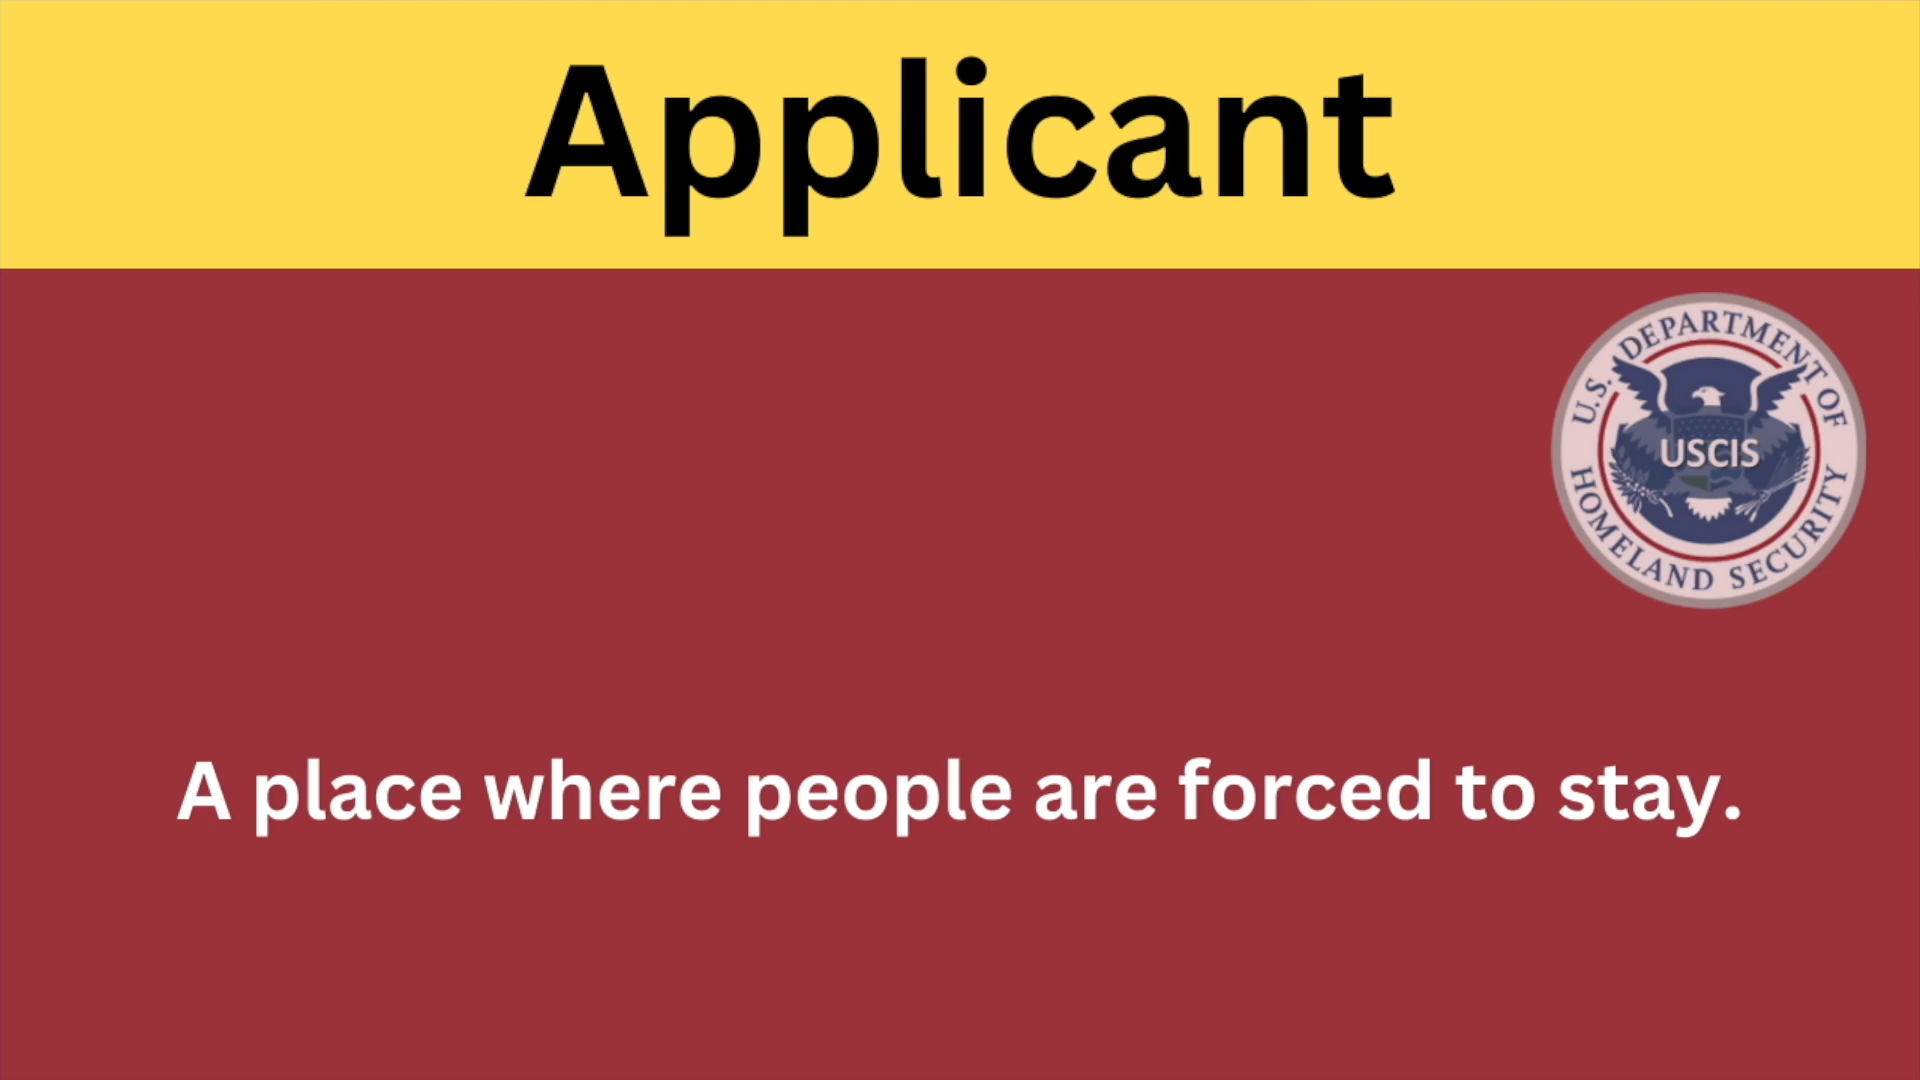 Applicant
U.S. DEPARTMENT OF
USCIS
HOMELAND SECURITY
A place where people are forced to stay.